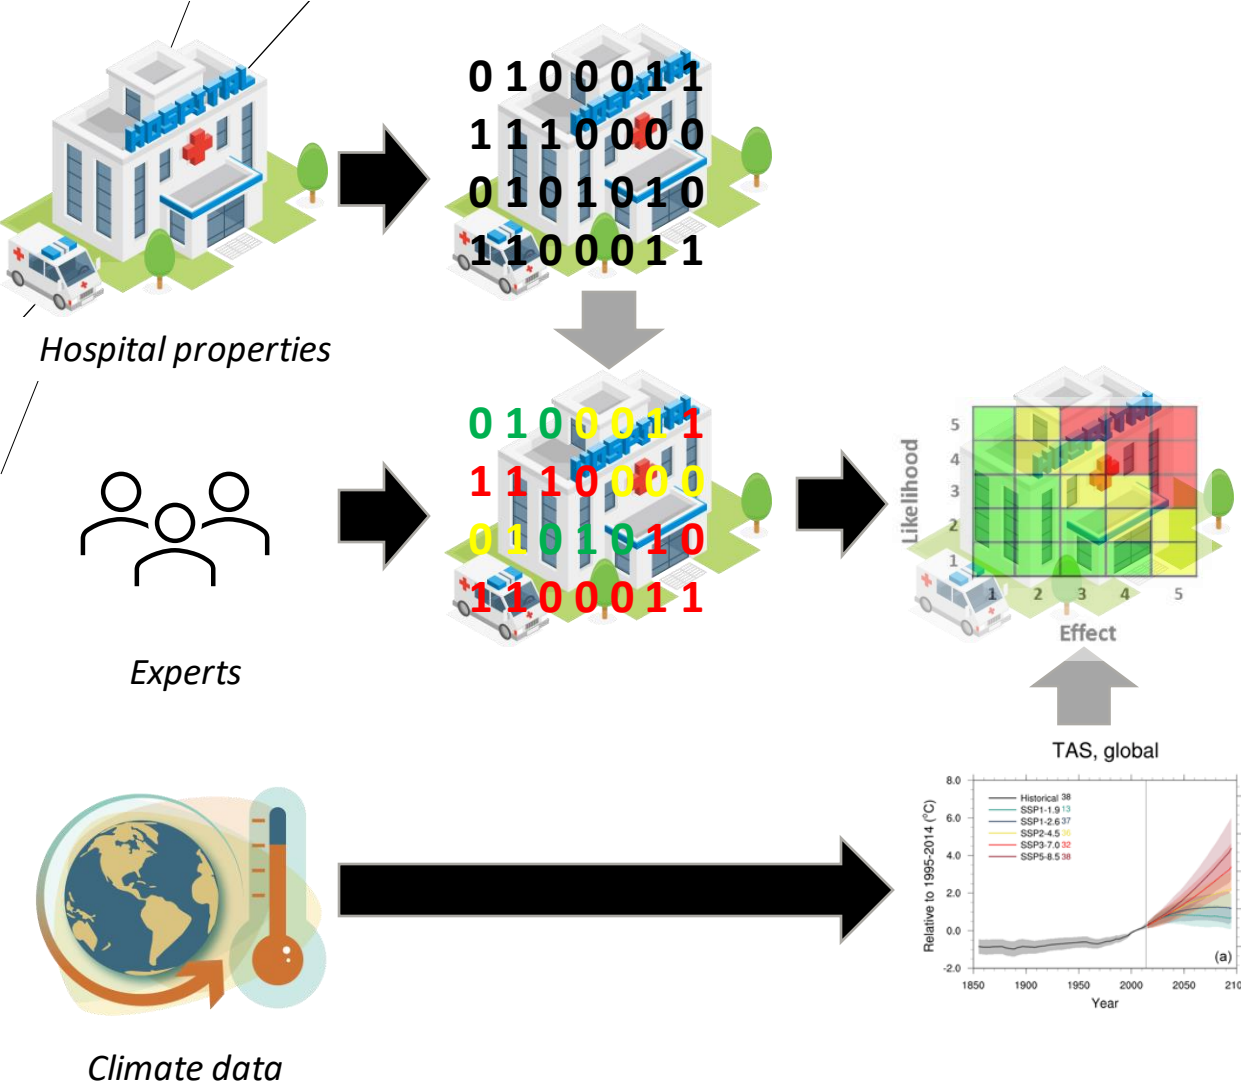 HOSPITAL
HOSPITAL
0 1 0 0 0 1 1
1 1 1 0 0 0 0
0 1 0 1 0 1 0
1 1 0 0 0 1 1
Hospital properties
HOSPITAL
0 1 0 0 0 1 1
1 1 1 0 0 0 0
0 1 0 1 0 1 0
1 1 0 0 0 1 1
Experts
HOSPITAL
Likelihood
5
4
3
2
1
1 2 3 4 5
Effect
TAS, global
Relative to 1995-2014 (°C)
8.0
6.0
4.0
2.0
0.0
-2.0
Historical 38
SSP1-1.9 13
SSP1-2.6 37
SSP2-4.5 36
SSP3-7.0 32
SSP5-8.5 38
(a)
1850 1900 1950 2000 2050 210
Year
Climate data